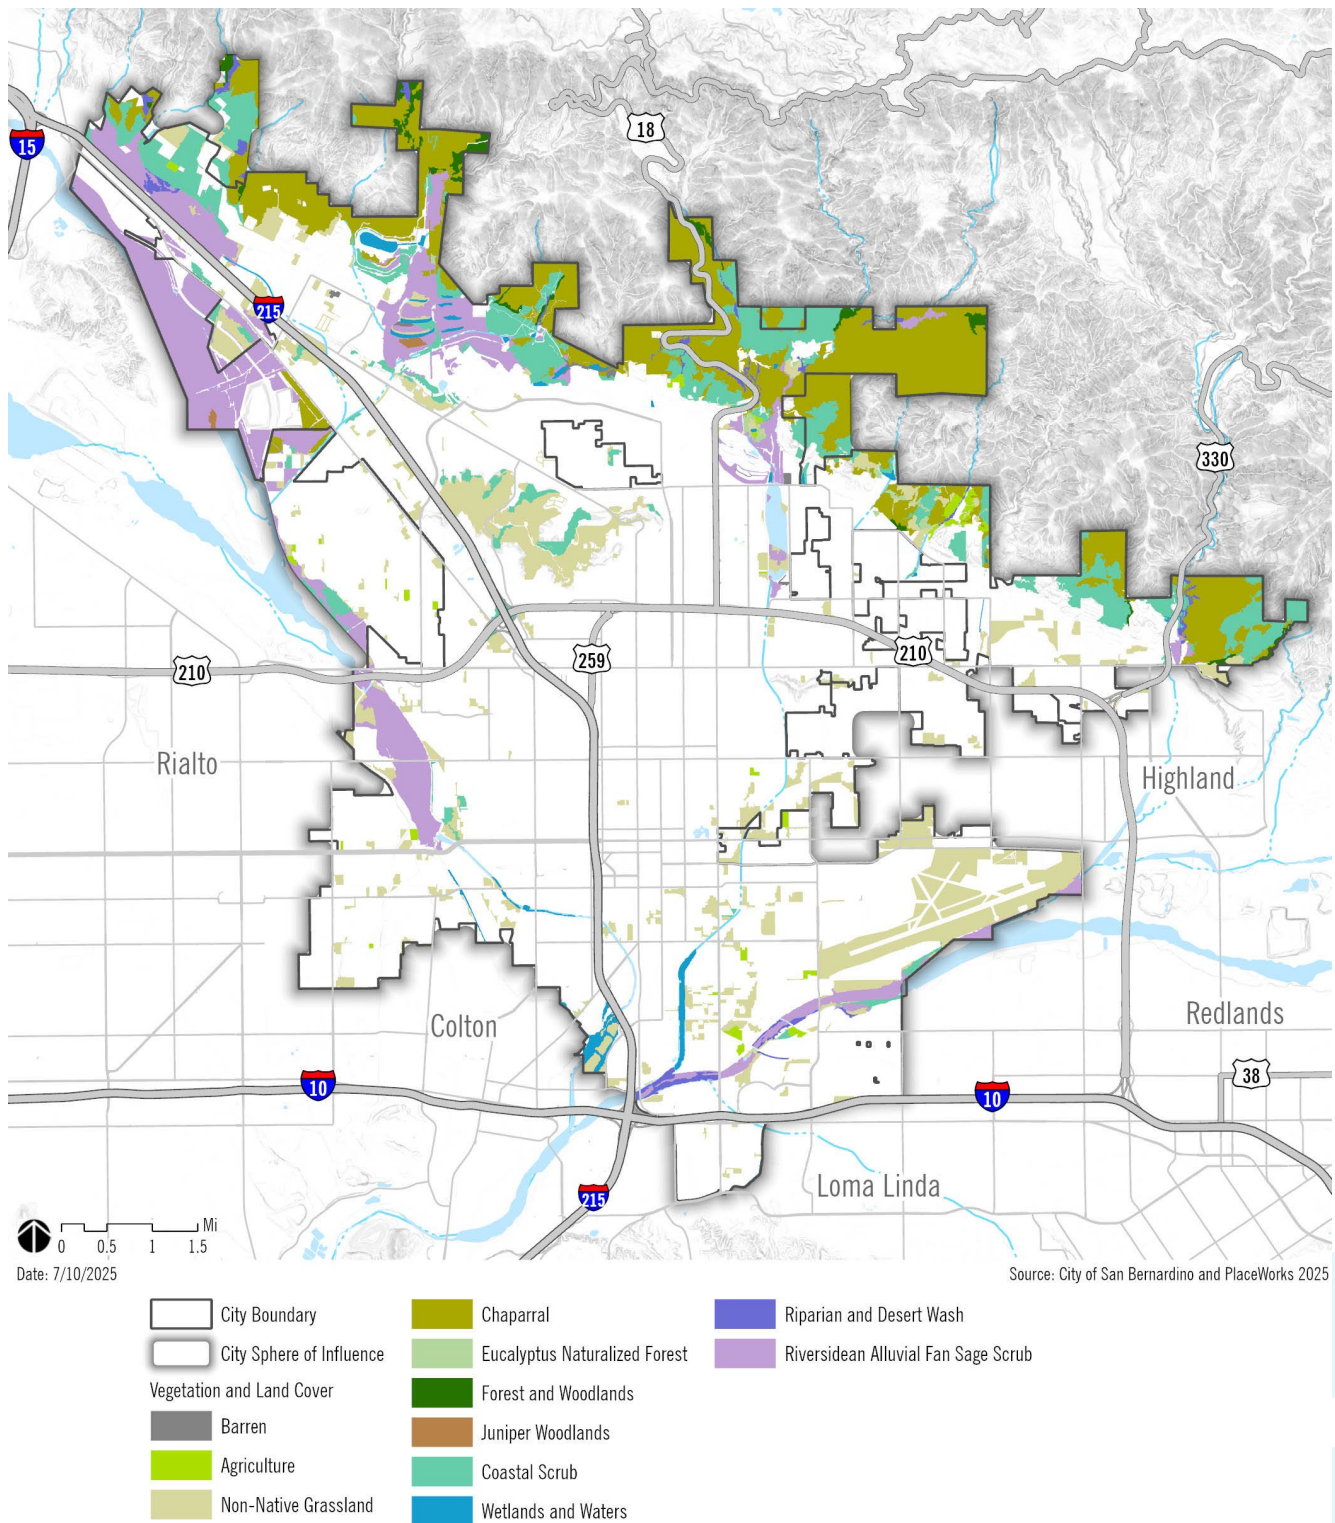 18
15
215
330
210
259
210
Rialto
Highland
Colton
Redlands
38
10
10
Loma Linda
215
Mi
0 0.5 1 1.5
Date: 7/10/2025
Source: City of San Bernardino and PlaceWorks 2025
City Boundary
City Sphere of Influence
Vegetation and Land Cover
Barren
Agriculture
Non-Native Grassland
Chaparral
Eucalyptus Naturalized Forest
Forest and Woodlands
Juniper Woodlands
Coastal Scrub
Wetlands and Waters
Riparian and Desert Wash
Riversidean Alluvial Fan Sage Scrub